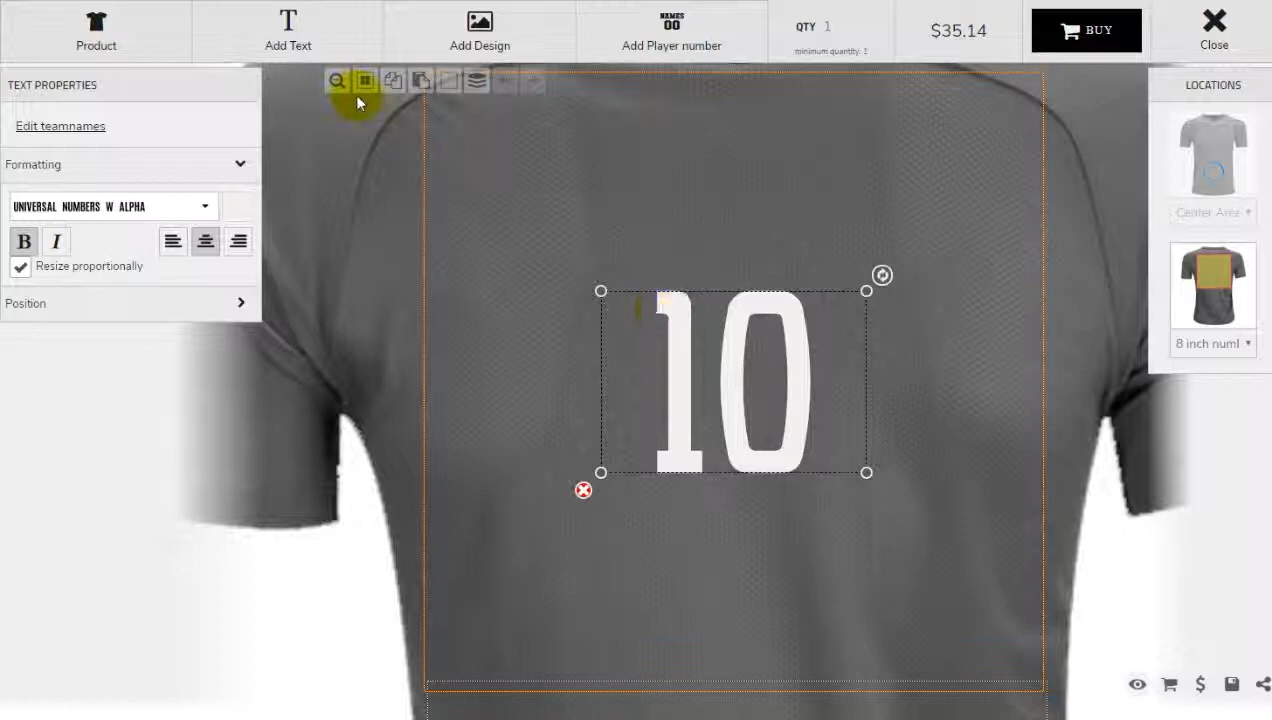 Product
Add Text
Add Design
NAMES
00
Add Player number
QTY 1
minimum quantity: 1
$35.14
BUY
Close
TEXT PROPERTIES
Edit teamnames
Formatting
UNIVERSAL NUMBERS W ALPHA
B I
Resize proportionally
Position
10
LOCATIONS
Center Area
8 inch numl